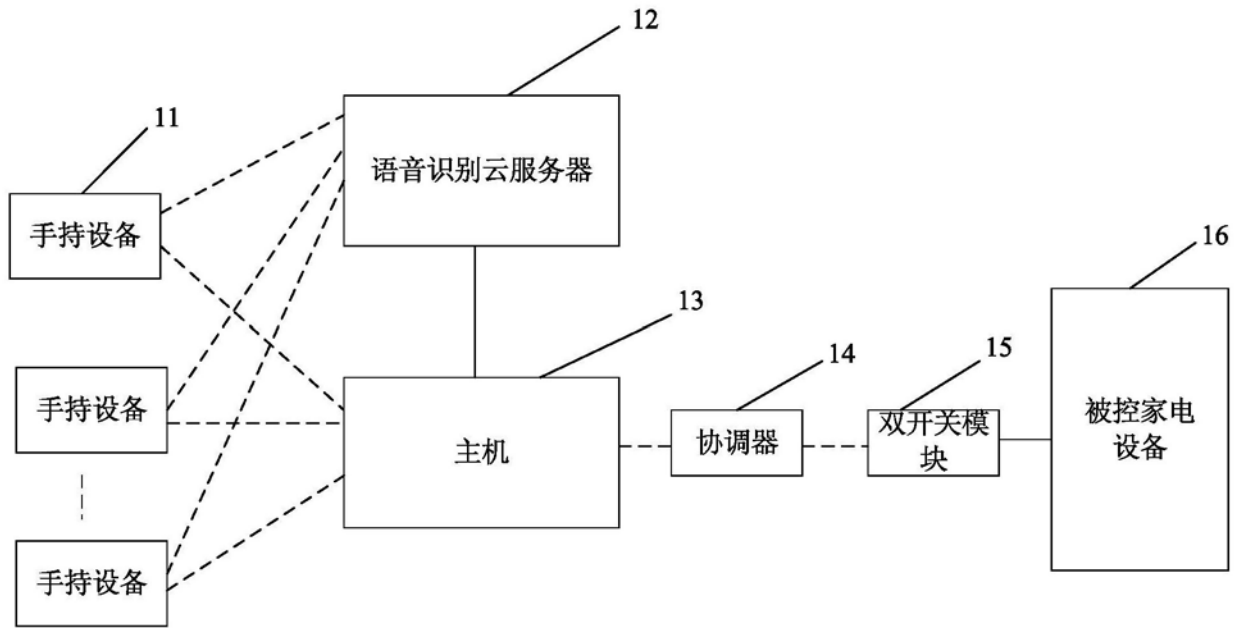 12
11
语音识别云服务器
手持设备
16
13
14
15
手持设备
主机
协调器
双开关模
块
被控家电
设备
手持设备